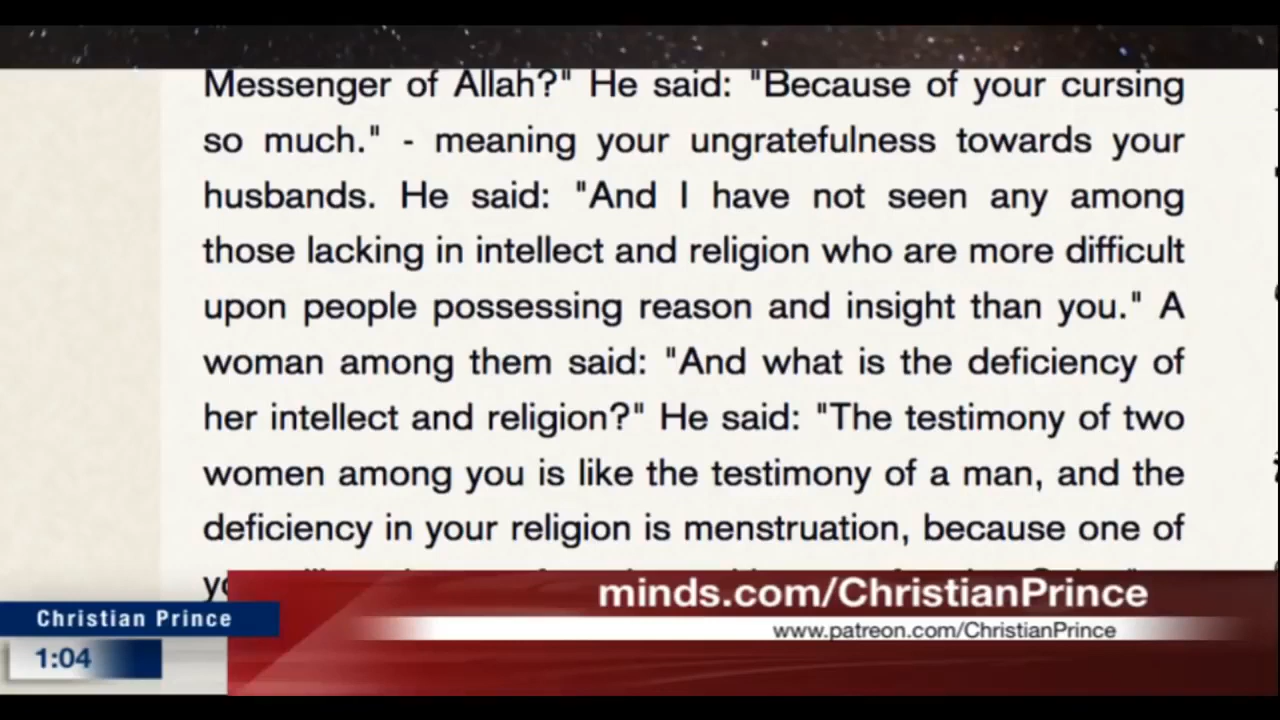 Messenger of Allah?" He said: "Because of your cursing
so much." - meaning your ungratefulness towards your
husbands. He said: "And I have not seen any among
those lacking in intellect and religion who are more difficult
upon people possessing reason and insight than you." A
woman among them said: "And what is the deficiency of
her intellect and religion?" He said: "The testimony of two
women among you is like the testimony of a man, and the
deficiency in your religion is menstruation, because one of
minds.com/ChristianPrince
Christian Prince
www.patreon.com/ChristianPrince
1:04